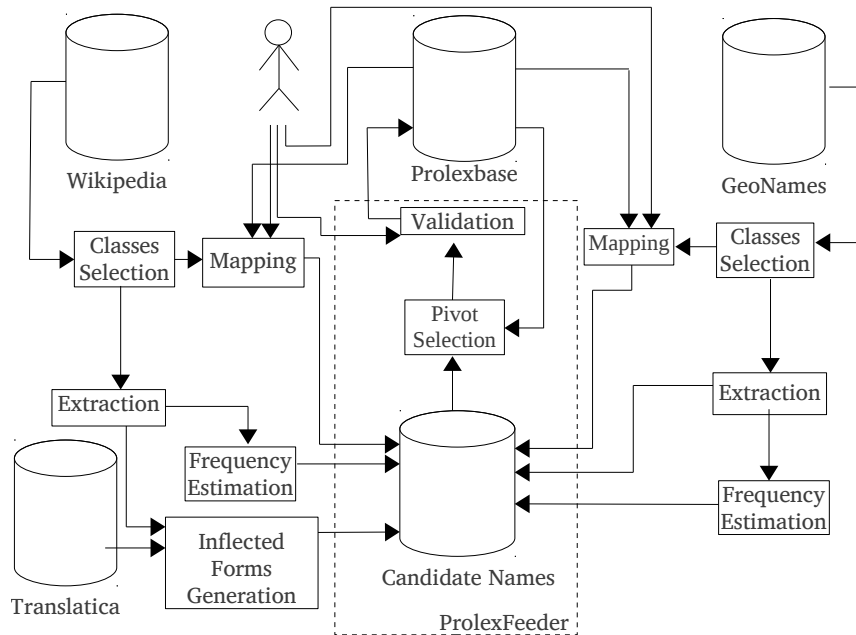 Wikipedia
Prolexbase
GeoNames
Validation
Classes
Selection
Mapping
Mapping
Classes
Selection
Pivot
Selection
Extraction
Extraction
Frequency
Estimation
Frequency
Estimation
Inflected
Forms
Generation
Translatica
Candidate Names
ProlexFeeder